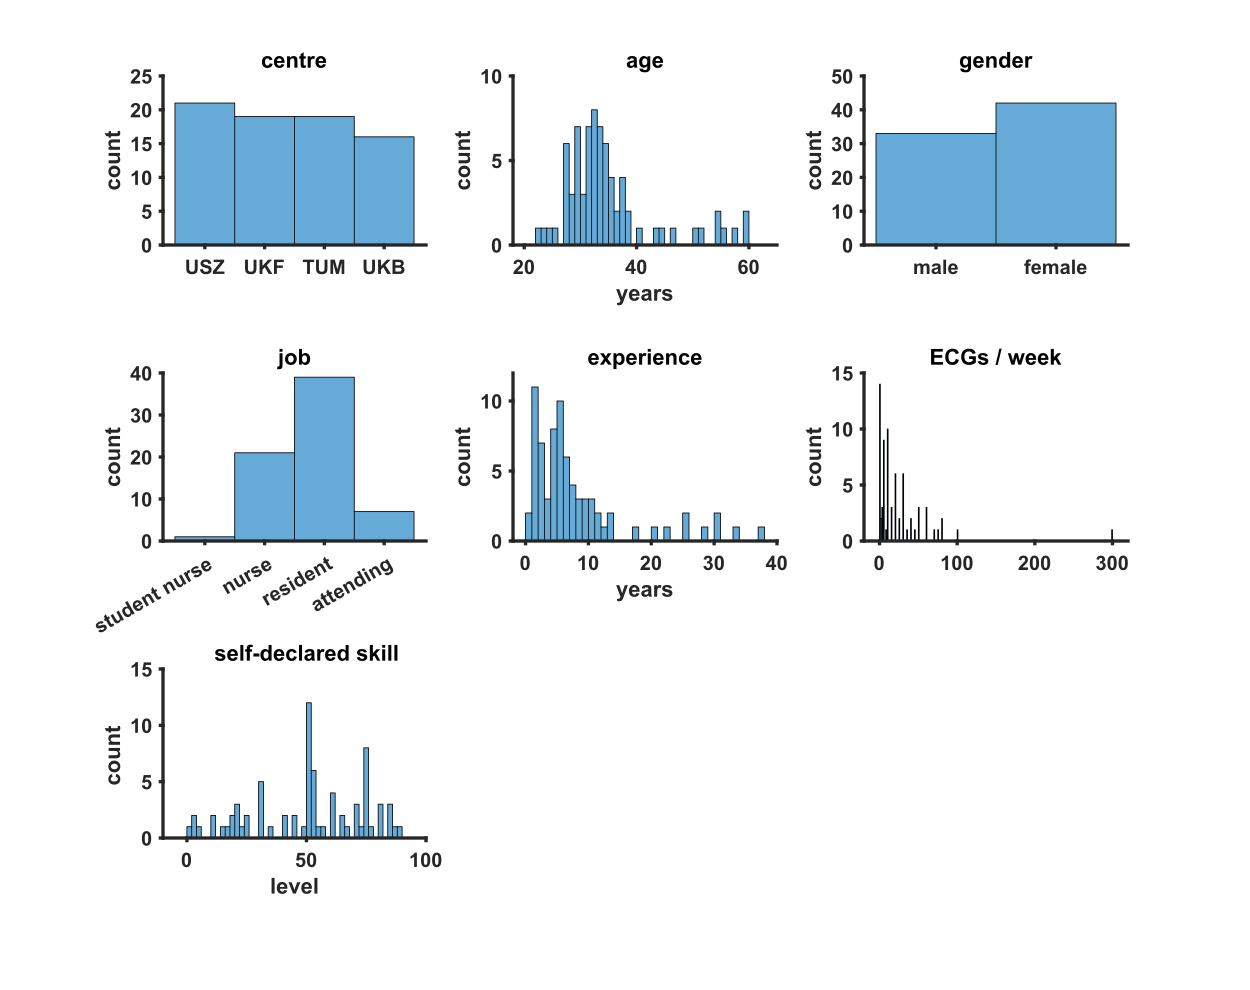 centre
25
20
15
10
5
0
count
USZ UKF TUM UKB
age
10
5
0
count
20 40 60
years
gender
50
40
30
20
10
0
count
male female
job
40
30
20
10
0
count
student nurse nurse resident attending
experience
10
5
0
count
0 10 20 30 40
years
ECGs / week
15
10
5
0
count
0 100 200 300
self-declared skill
15
10
5
0
count
0 50 100
level